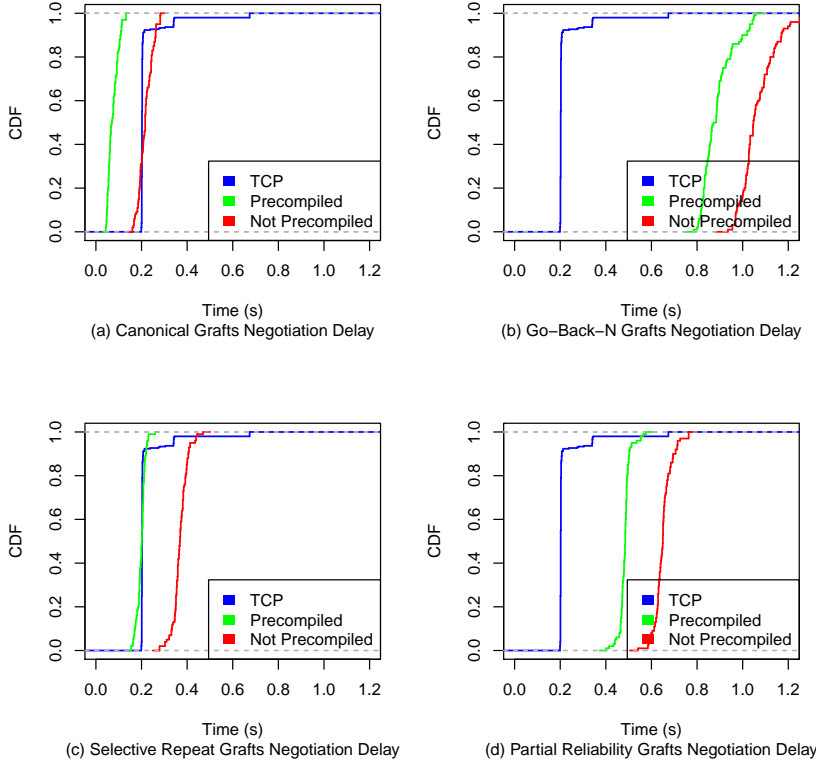 CDF
0.0 0.2 0.4 0.6 0.8 1.0
TCP
Precompiled
Not Precompiled
0.0 0.2 0.4 0.6 0.8 1.0 1.2
Time (s)
(a) Canonical Grafts Negotiation Delay
CDF
0.0 0.2 0.4 0.6 0.8 1.0
TCP
Precompiled
Not Precompiled
0.0 0.2 0.4 0.6 0.8 1.0 1.2
Time (s)
(b) Go−Back−N Grafts Negotiation Delay
CDF
0.0 0.2 0.4 0.6 0.8 1.0
TCP
Precompiled
Not Precompiled
0.0 0.2 0.4 0.6 0.8 1.0 1.2
Time (s)
(c) Selective Repeat Grafts Negotiation Delay
CDF
0.0 0.2 0.4 0.6 0.8 1.0
TCP
Precompiled
Not Precompiled
0.0 0.2 0.4 0.6 0.8 1.0 1.2
Time (s)
(d) Partial Reliability Grafts Negotiation Delay